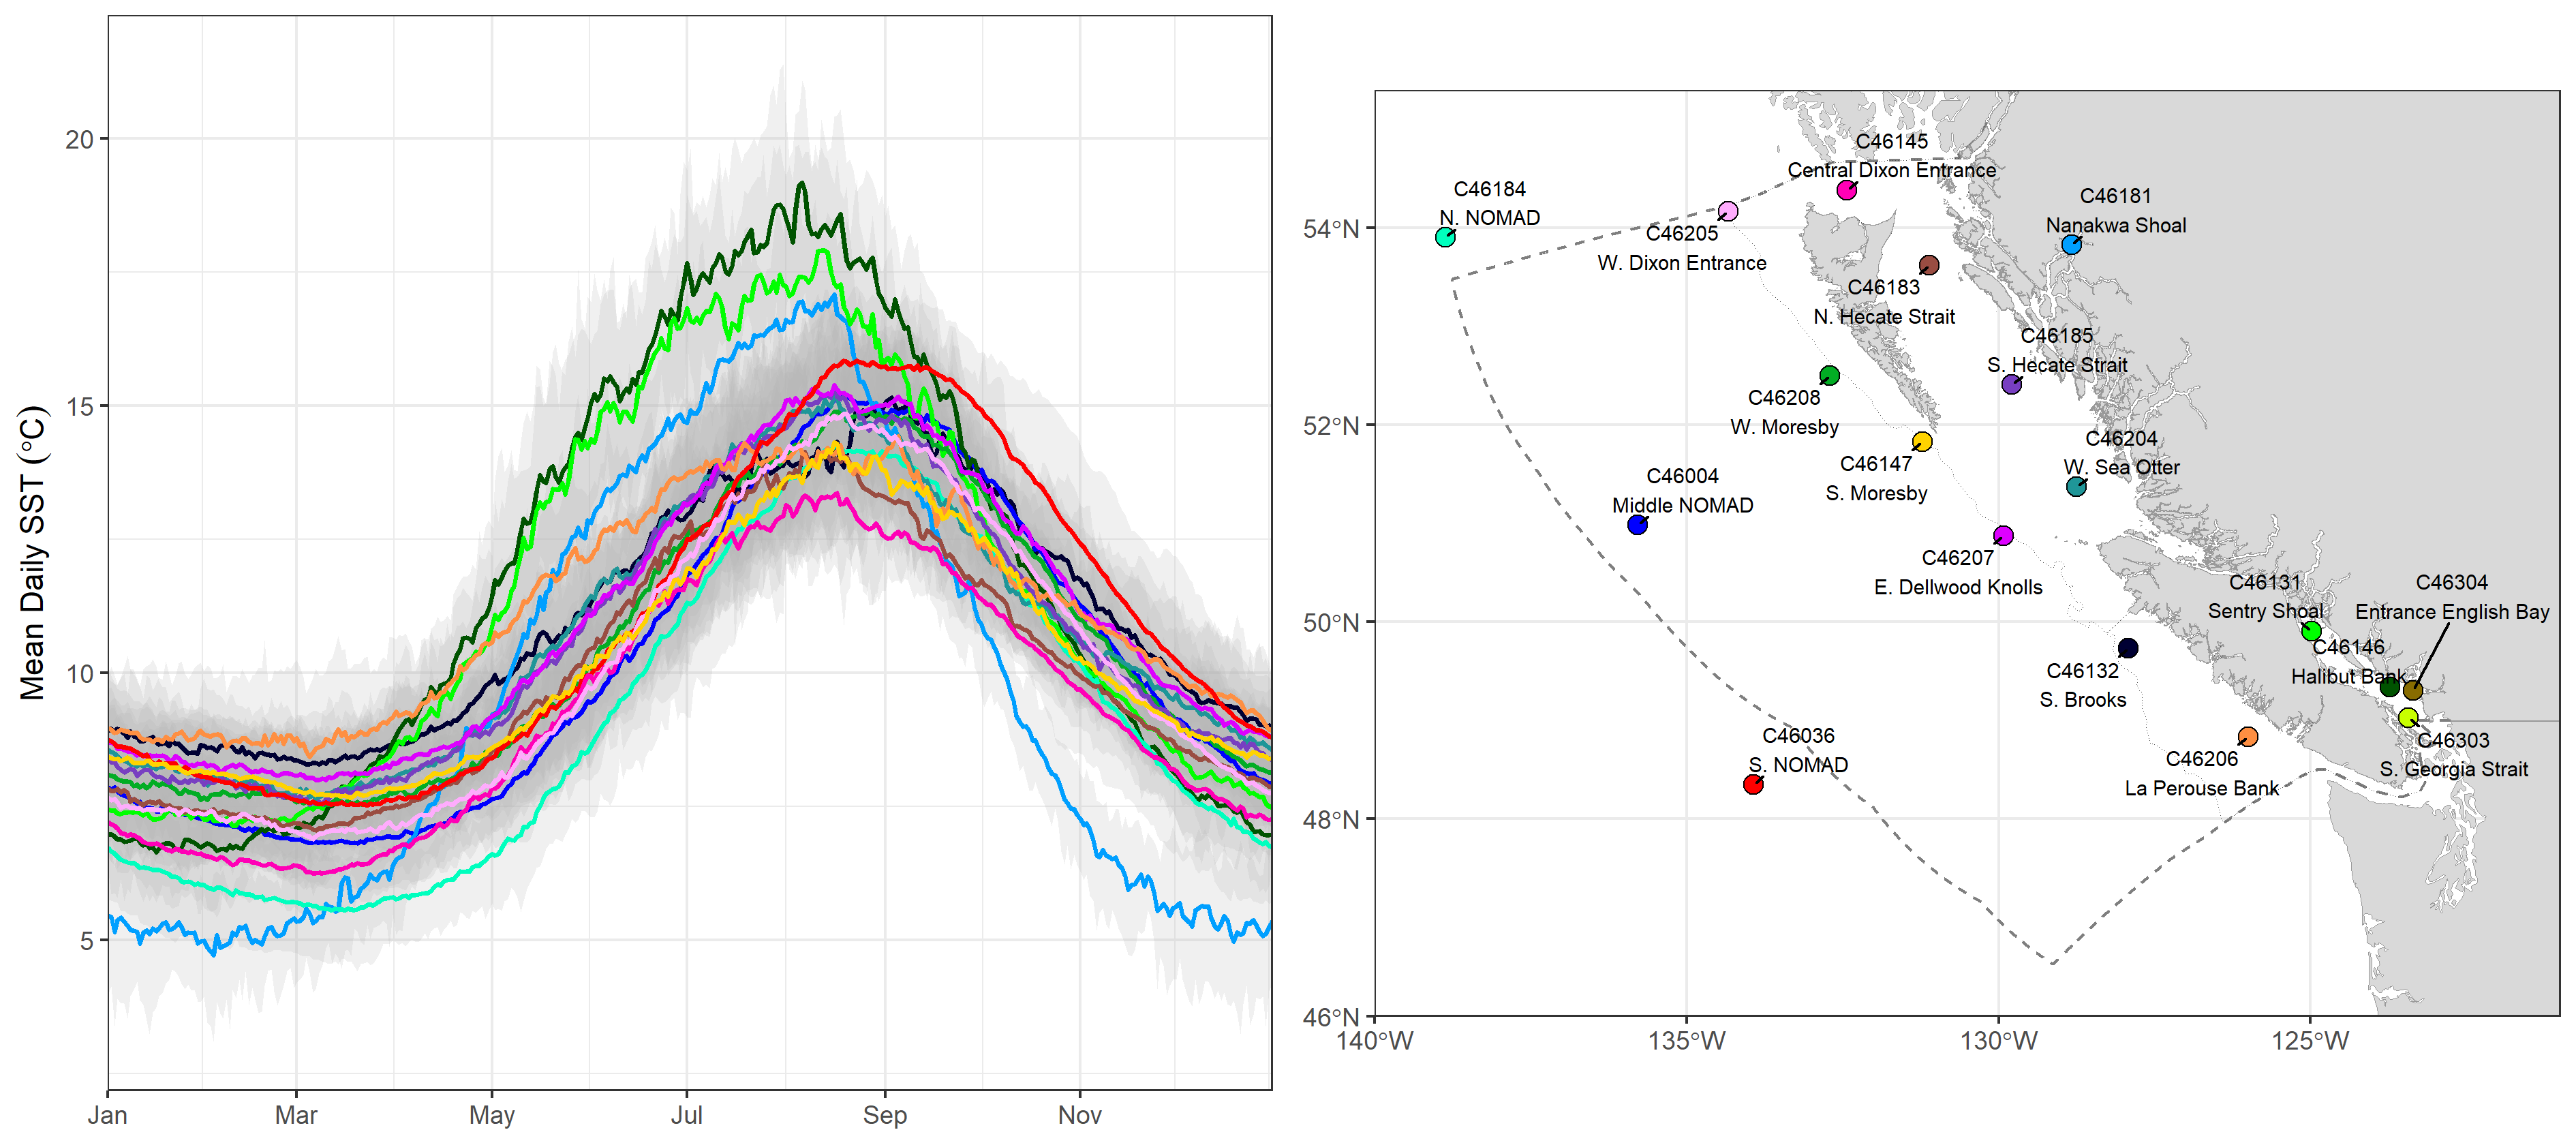 Mean Daily SST (°C)
20
15
10
5
Jan
Mar
May
Jul
Sep
Nov
54°N
52°N
50°N
48°N
46°N
140°W
135°W
130°W
125°W
C46145
Central Dixon Entrance
C46184
N. NOMAD
C46181
Nanakwa Shoal
C46205
W. Dixon Entrance
C46183
N. Hecate Strait
C46185
S. Hecate Strait
C46208
W. Moresby
C46204
W. Sea Otter
C46147
S. Moresby
C46004
Middle NOMAD
C46207
E. Dellwood Knolls
C46131
Sentry Shoal
C46304
Entrance English Bay
C46146
Halibut Bank
C46132
S. Brooks
C46036
S. NOMAD
C46303
S. Georgia Strait
C46206
La Perouse Bank